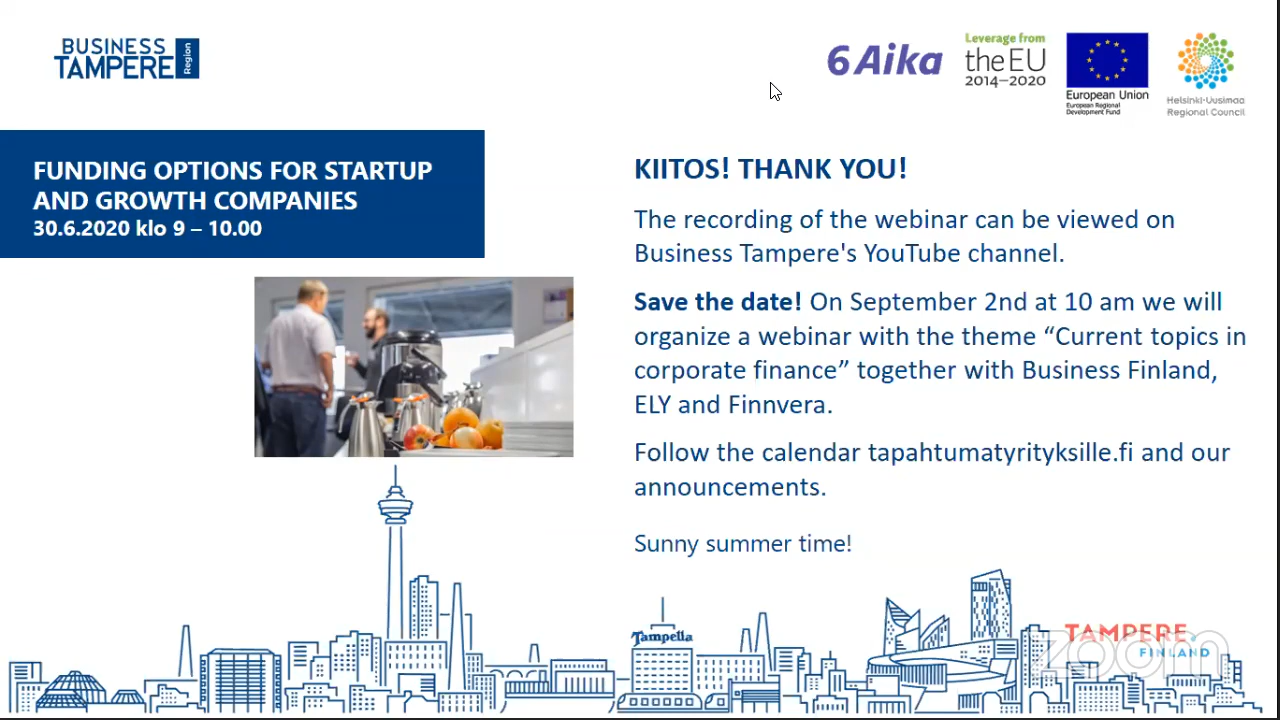 BUSINESS
TAMPERE
Region
6Aika
Leverage from
the EU
2014–2020
European Union
European Regional
Development Fund
Helsinki-Uusimaa
Regional Council
FUNDING OPTIONS FOR STARTUP
AND GROWTH COMPANIES
30.6.2020 klo 9 – 10.00
KIITOS! THANK YOU!
The recording of the webinar can be viewed on
Business Tampere's YouTube channel.
Save the date! On September 2nd at 10 am we will
organize a webinar with the theme “Current topics in
corporate finance” together with Business Finland,
ELY and Finnvera.
Follow the calendar tapahtumatyrityksille.fi and our
announcements.
Sunny summer time!
Tampella
TAMPERE.
FINLAND
zoom